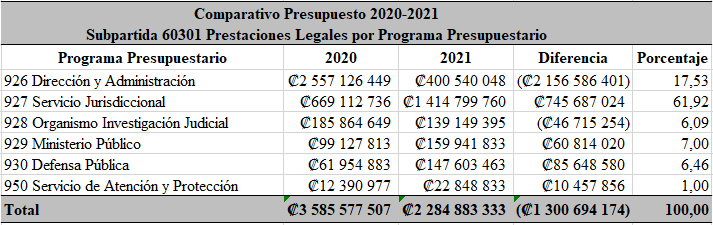 Comparativo Presupuesto 2020-2021
Subpartida 60301 Prestaciones Legales por Programa Presupuestario
Programa Presupuestario 2020 2021 Diferencia Porcentaje
926 Dirección y Administración ₡2 557 126 449 ₡400 540 048 (₡2 156 586 401) 17,53
927 Servicio Jurisdiccional ₡669 112 736 ₡1 414 799 760 ₡745 687 024 61,92
928 Organismo Investigación Judicial ₡185 864 649 ₡139 149 395 (₡46 715 254) 6,09
929 Ministerio Público ₡99 127 813 ₡159 941 833 ₡60 814 020 7,00
930 Defensa Pública ₡61 954 883 ₡147 603 463 ₡85 648 580 6,46
950 Servicio de Atención y Protección ₡12 390 977 ₡22 848 833 ₡10 457 856 1,00
Total ₡3 585 577 507 ₡2 284 883 333 (₡1 300 694 174) 100,00